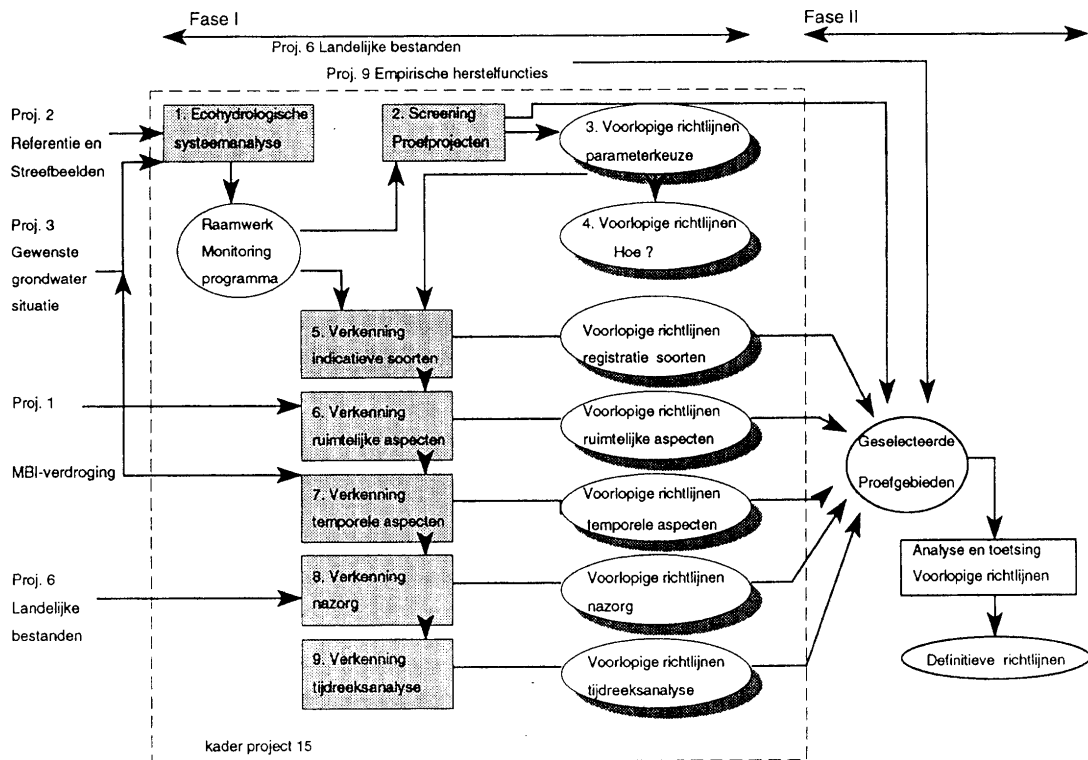 Fase I
Fase II
Proj. 6 Landelijke bestanden
Proj. 9 Empirische herstelfuncties
Proj. 2
Referentie en
Streefbeelden
1. Ecohydrologische
systeemanalyse
2. Screening
Proefprojecten
3. Voorlopige richtlijnen
parameterkeuze
Proj. 3
Gewenste
grondwater
situatie
Raamwerk
Monitoring
programma
4. Voorlopige richtlijnen
Hoe ?
5. Verkenning
indicatieve soorten
Voorlopige richtlijnen
registratie soorten
Proj. 1
6. Verkenning
ruimtelijke aspecten
Voorlopige richtlijnen
ruimtelijke aspecten
Geselecteerde
Proefgebieden
MBI-verdroging
7. Verkenning
temporele aspecten
Voorlopige richtlijnen
temporele aspecten
Analyse en toetsing
Voorlopige richtlijnen
Proj. 6
Landelijke
bestanden
8. Verkenning
nazorg
Voorlopige richtlijnen
nazorg
9. Verkenning
tijdreeksanalyse
Voorlopige richtlijnen
tijdreeksanalyse
Definitieve richtlijnen
kader project 15